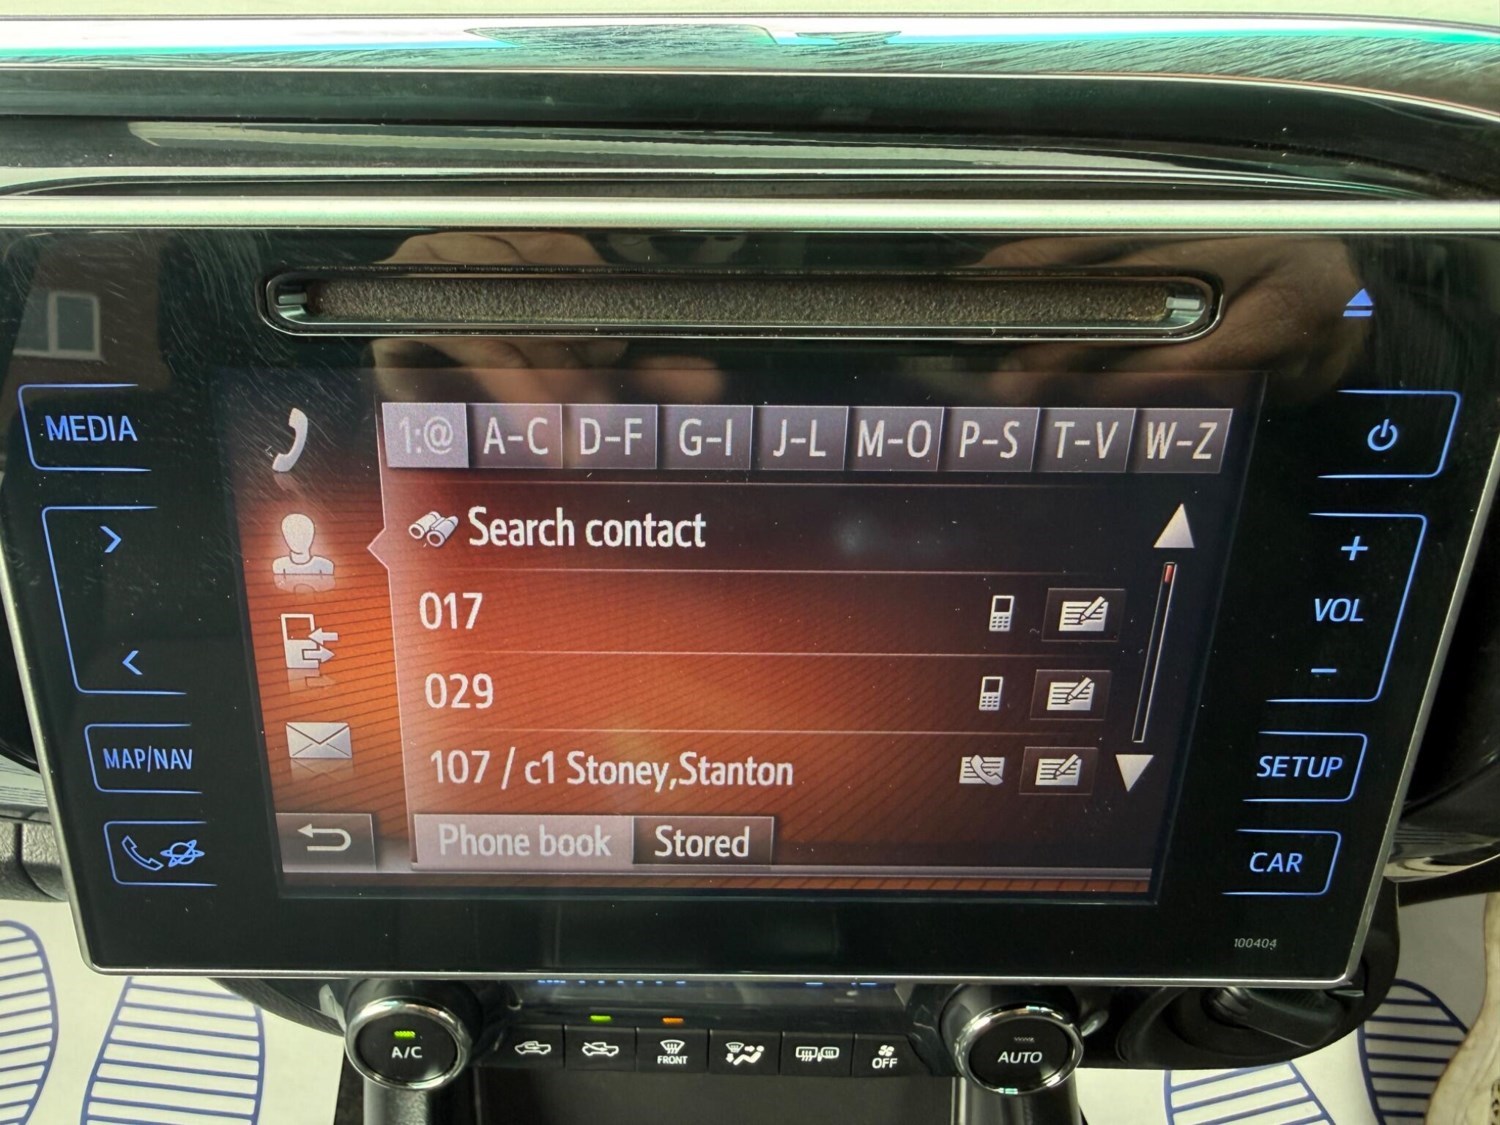 MEDIA
MAP/NAV
1:@ A-C D-F G-I J-L M-O P-S T-V W-Z
Search contact
017
029
107 / c1 Stoney,Stanton
Phone book Stored
+
VOL
−
SETUP
CAR
100404
A/C
FRONT
OFF
AUTO